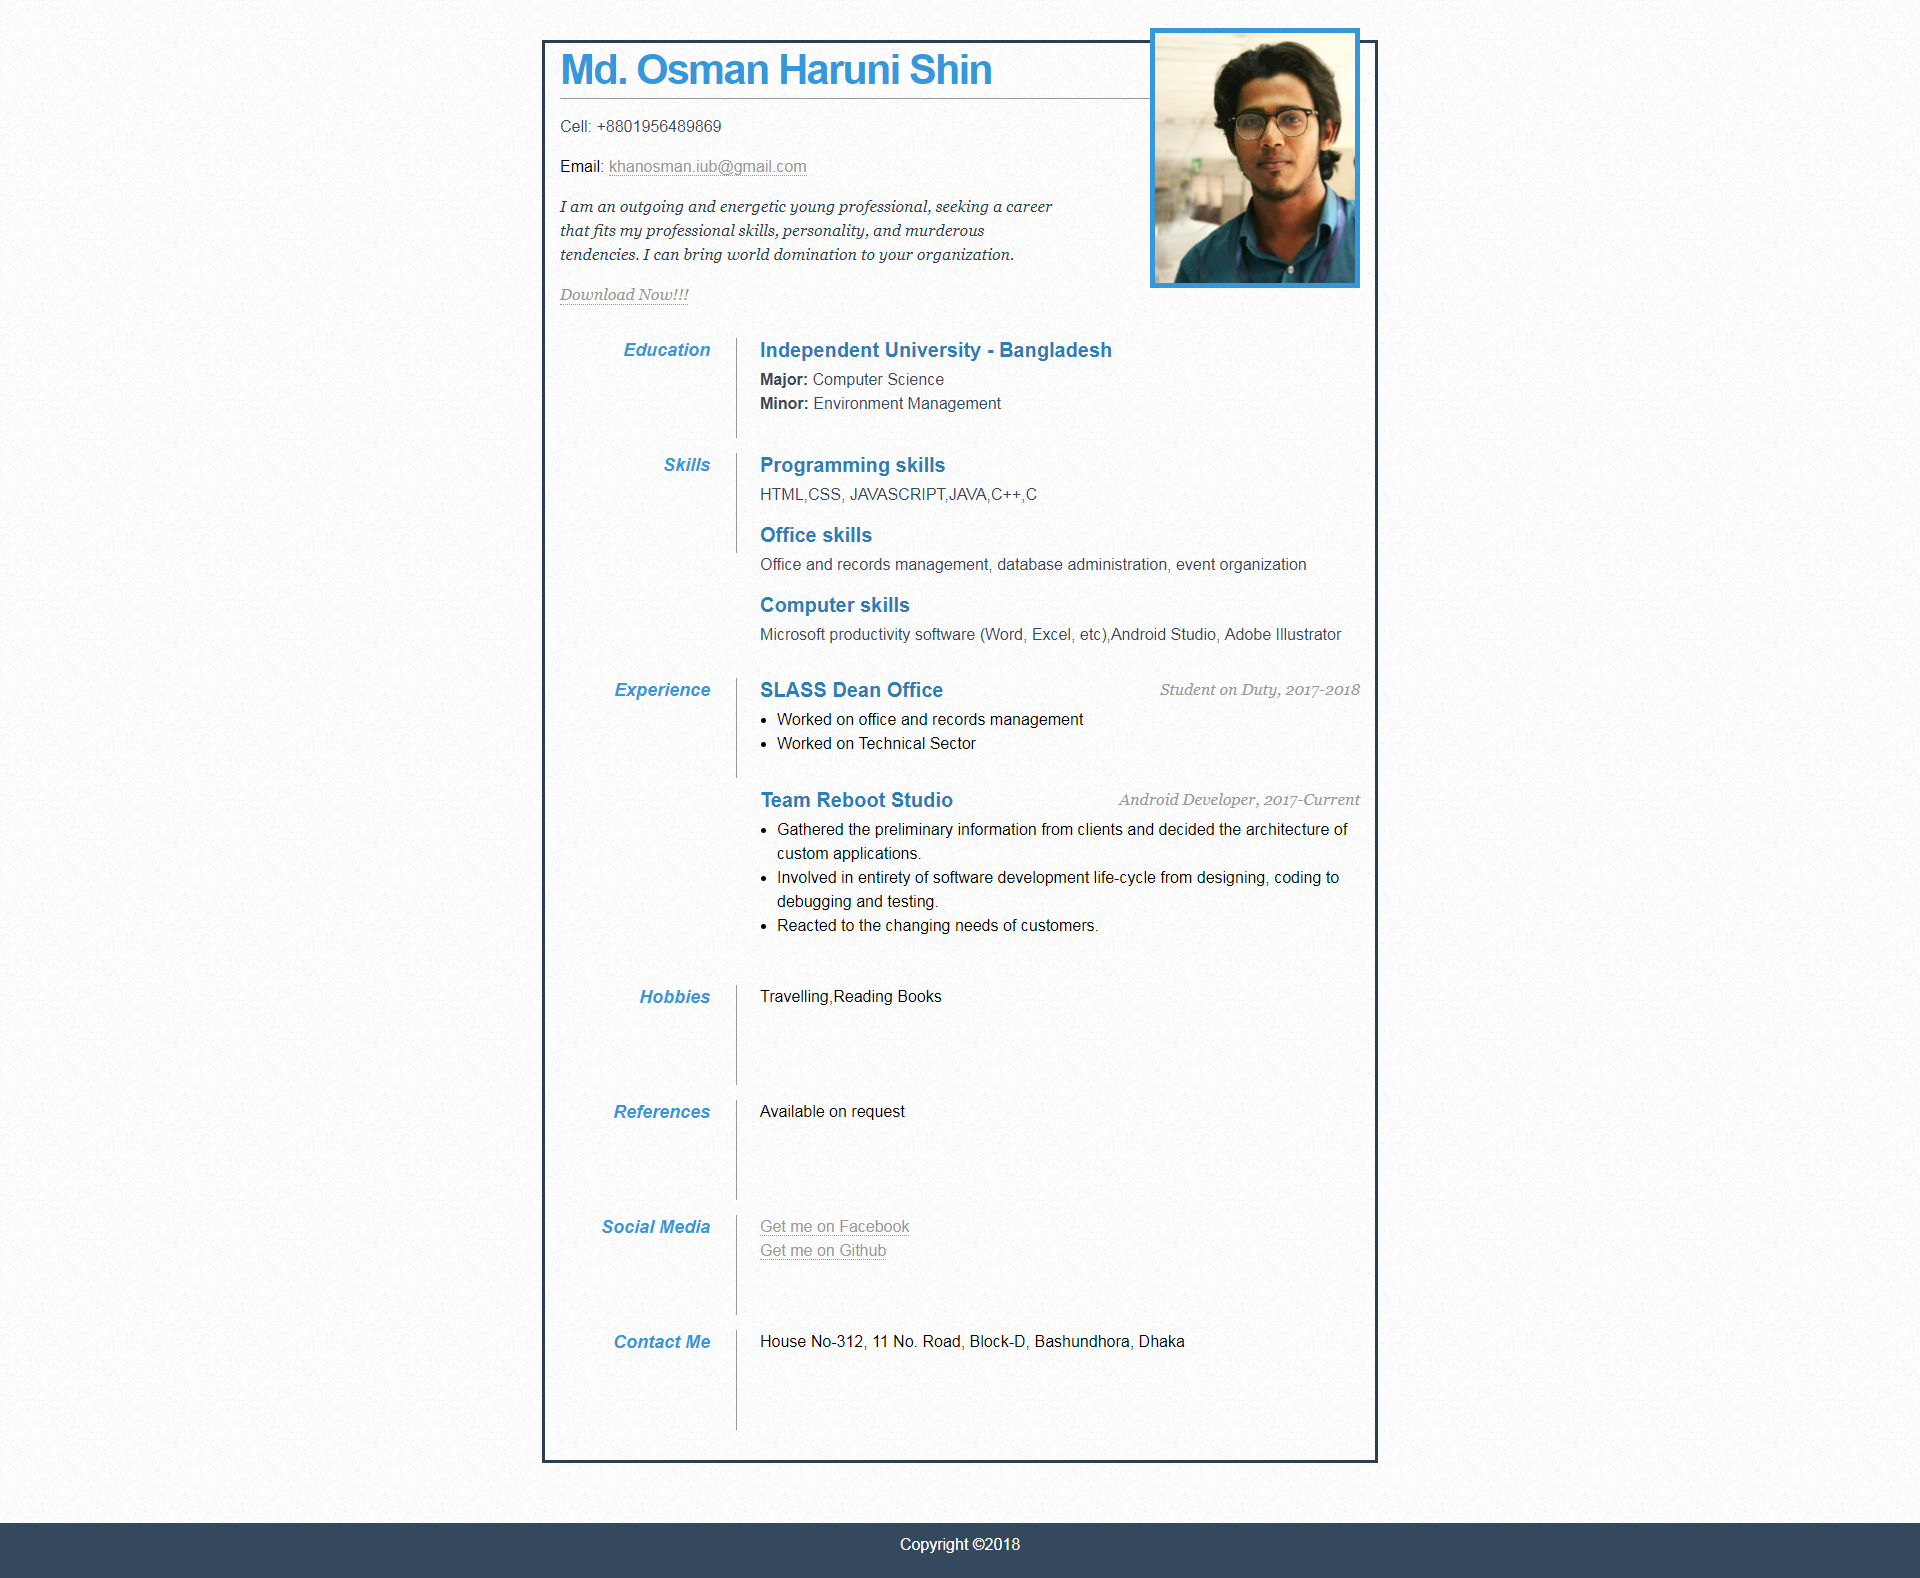 Md. Osman Haruni Shin
Cell: +8801956489869
Email: khanosman.iub@gmail.com
I am an outgoing and energetic young professional, seeking a career
that fits my professional skills, personality, and murderous
tendencies. I can bring world domination to your organization.
Download Now!!!
Education
Independent University - Bangladesh
Major: Computer Science
Minor: Environment Management
Skills
Programming skills
HTML,CSS, JAVASCRIPT,JAVA,C++,C
Office skills
Office and records management, database administration, event organization
Computer skills
Microsoft productivity software (Word, Excel, etc),Android Studio, Adobe Illustrator
Experience
SLASS Dean Office
Student on Duty, 2017-2018
Worked on office and records management
Worked on Technical Sector
Team Reboot Studio
Android Developer, 2017-Current
Gathered the preliminary information from clients and decided the architecture of
custom applications.
Involved in entirety of software development life-cycle from designing, coding to
debugging and testing.
Reacted to the changing needs of customers.
Hobbies
Travelling,Reading Books
References
Available on request
Social Media
Get me on Facebook
Get me on Github
Contact Me
House No-312, 11 No. Road, Block-D, Bashundhora, Dhaka
Copyright ©2018